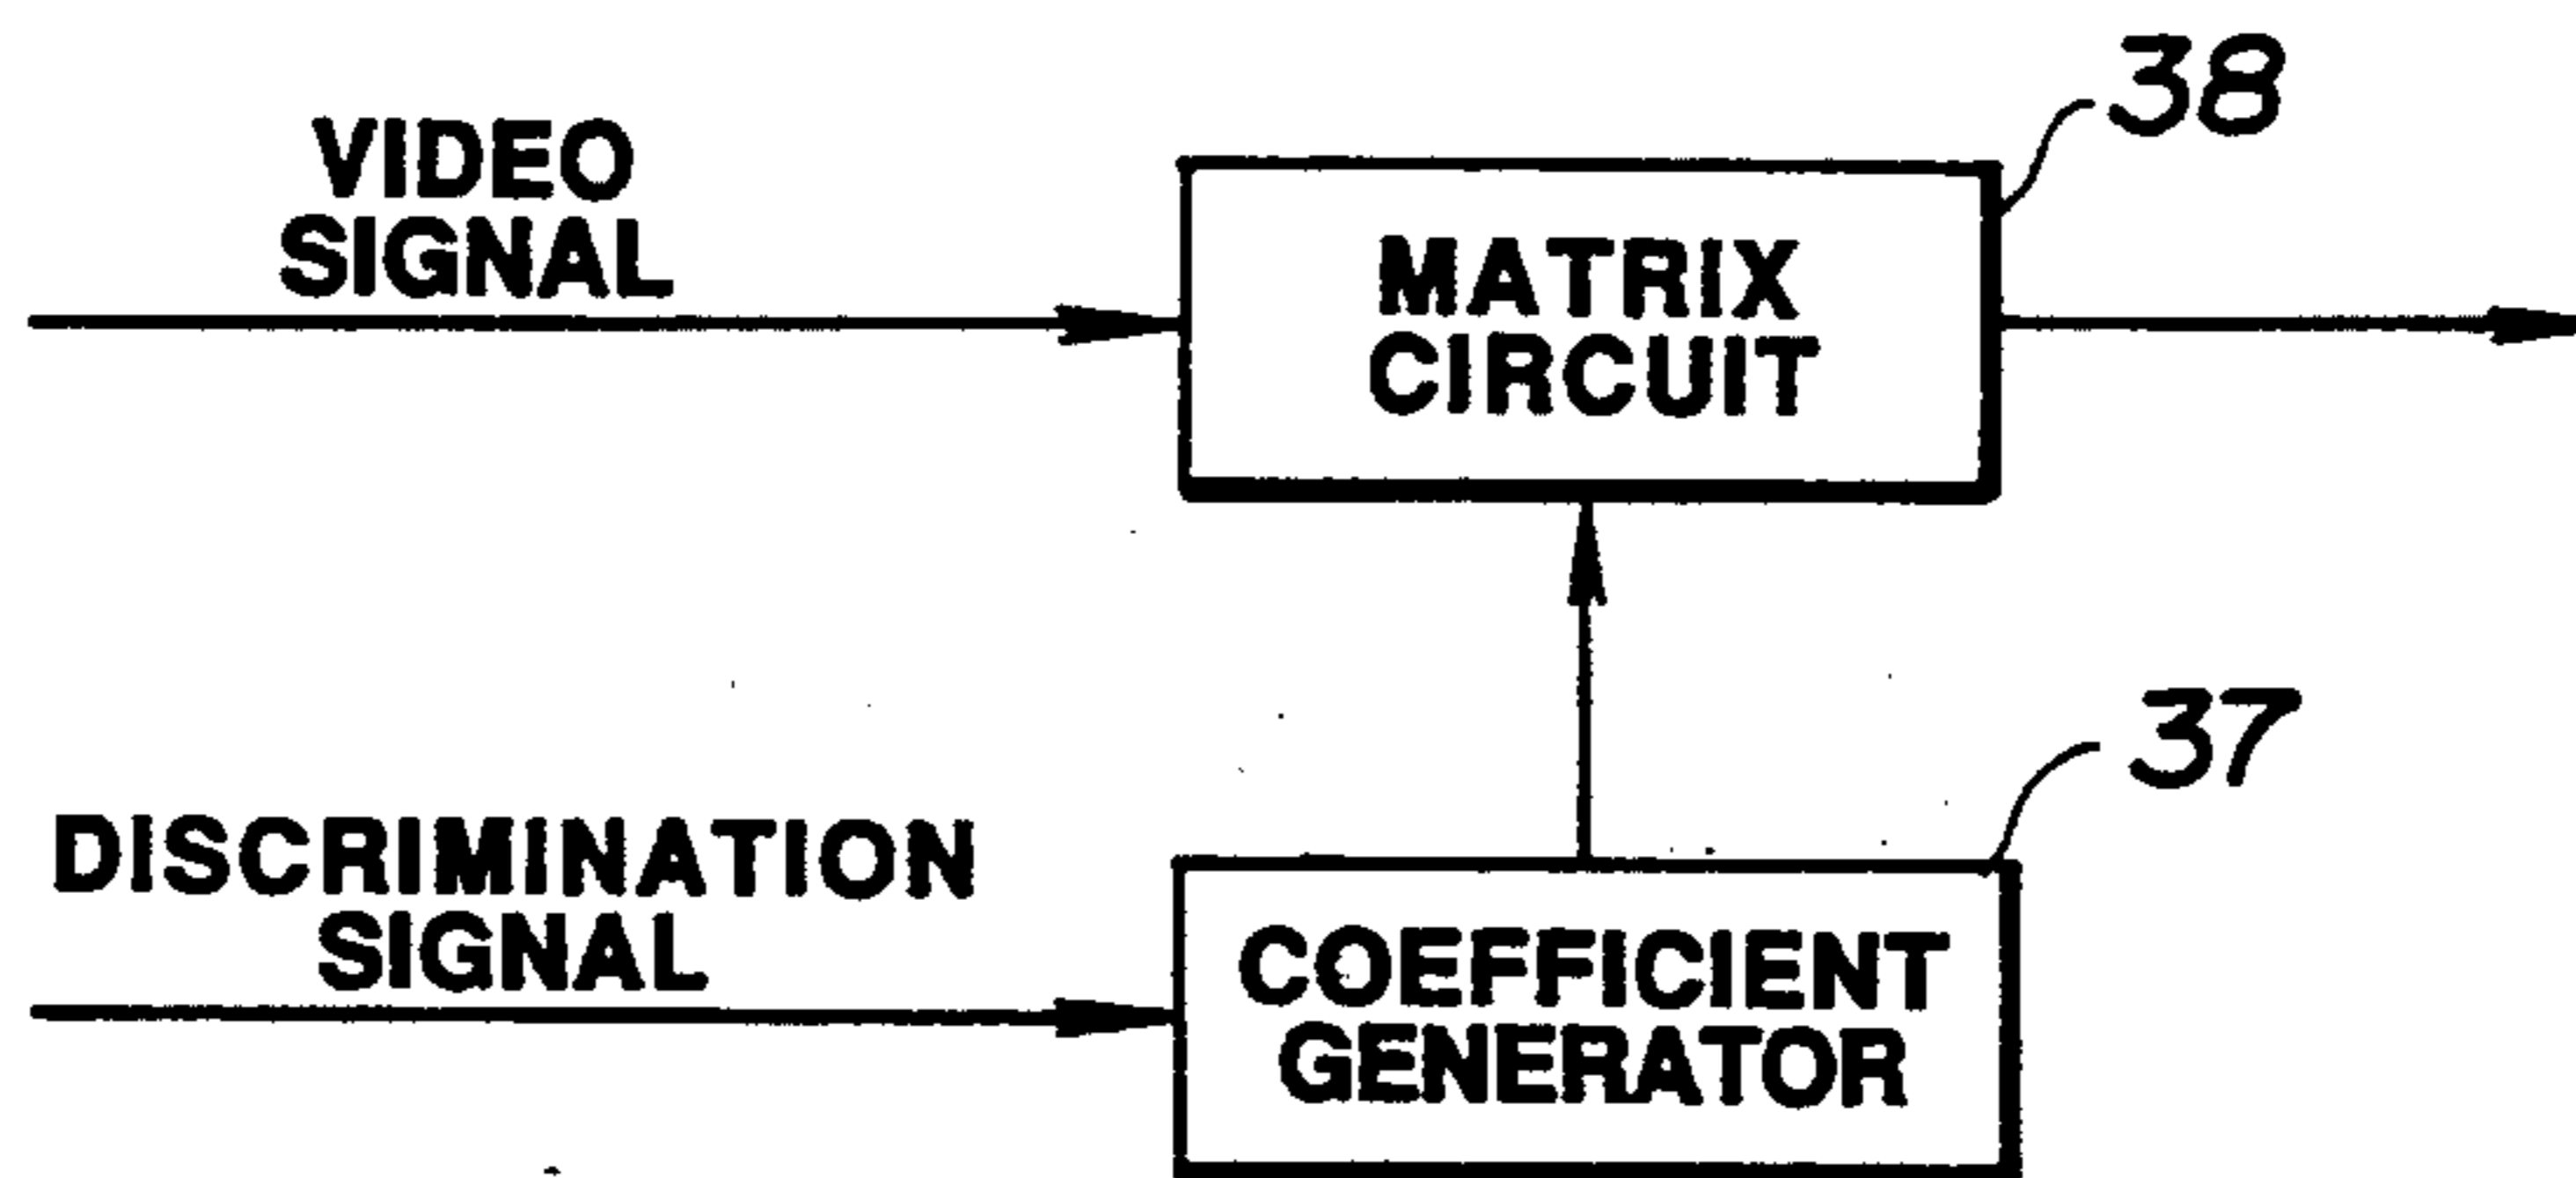 38
VIDEO
SIGNAL
MATRIX
CIRCUIT
37
DISCRIMINATION
SIGNAL
COEFFICIENT
GENERATOR